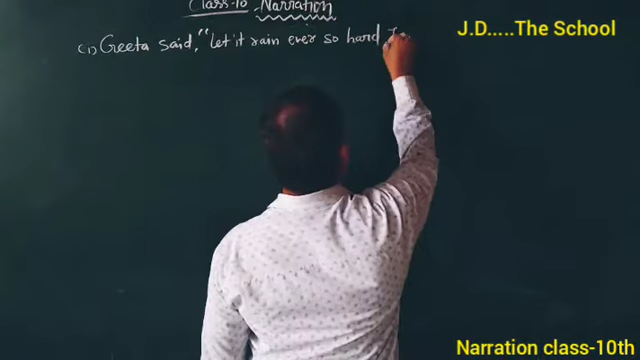 Class-10 Narration
J.D.....The School
(1) Geeta said, "let it rain ever so hard I
Narration class-10th